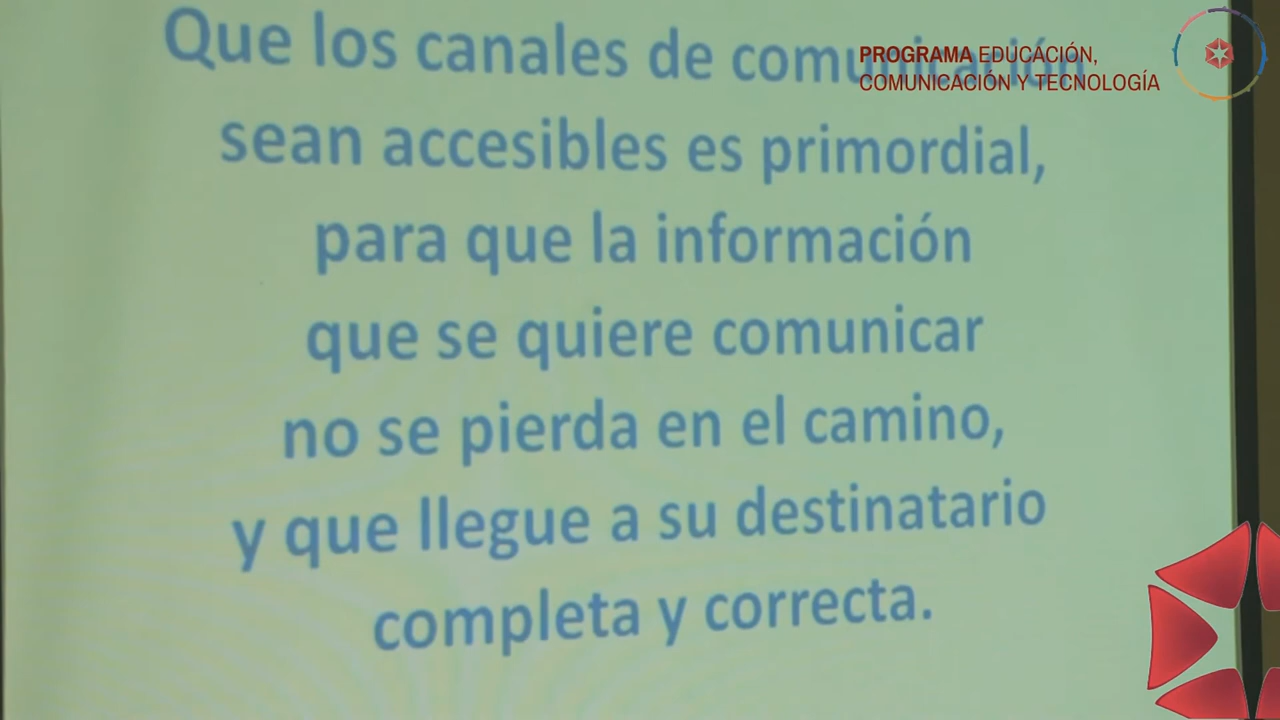 Que los canales de comunicación
PROGRAMA EDUCACIÓN,
COMUNICACIÓN Y TECNOLOGÍA
sean accesibles es primordial,
para que la información
que se quiere comunicar
no se pierda en el camino,
y que llegue a su destinatario
completa y correcta.